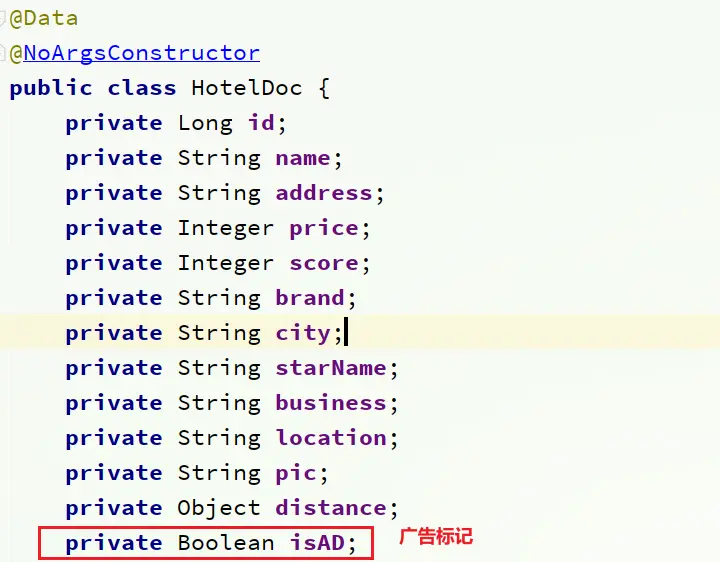 @Data
@NoArgsConstructor
public class HotelDoc {
    private Long id;
    private String name;
    private String address;
    private Integer price;
    private Integer score;
    private String brand;
    private String city;
    private String starName;
    private String business;
    private String location;
    private String pic;
    private Object distance;
    private Boolean isAD; 广告标记